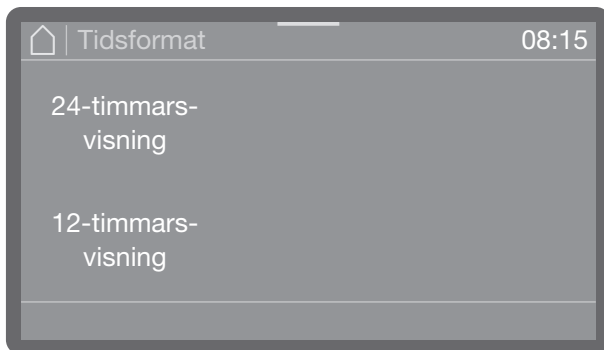 Tidsformat 08:15
24-timmars-
visning
12-timmars-
visning